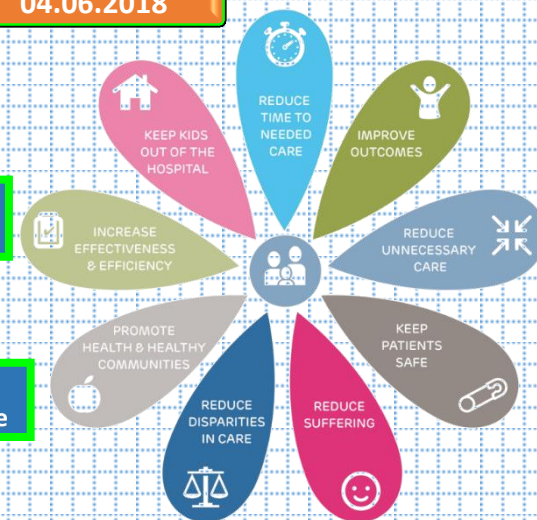 04.06.2018
REDUCE
TIME TO
NEEDED
CARE
IMPROVE
OUTCOMES
REDUCE
UNNECESSARY
CARE
KEEP
PATIENTS
SAFE
REDUCE
SUFFERING
REDUCE
DISPARITIES
IN CARE
PROMOTE
HEALTH & HEALTHY
COMMUNITIES
INCREASE
EFFECTIVENESS
& EFFICIENCY
KEEP KIDS
OUT OF THE
HOSPITAL